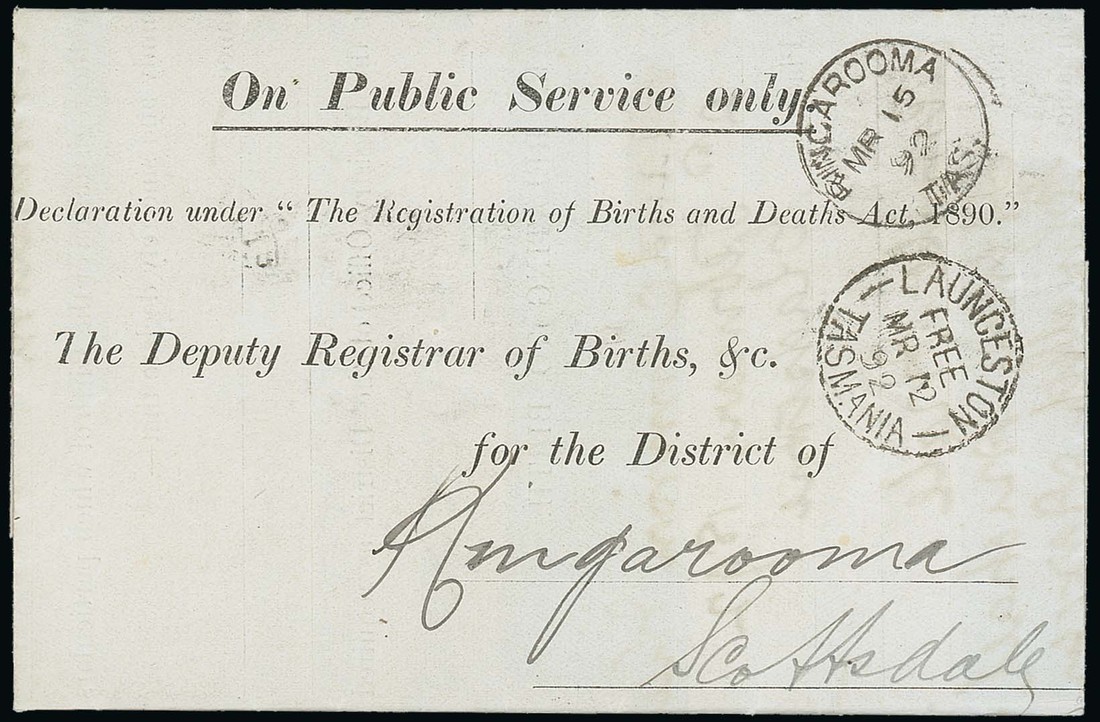 On Public Service only
RINGAROOMA
MR 15
92
TAS.
Declaration under “ The Registration of Births and Deaths Act, 1890.”
LAUNCESTON
FREE
MR 12
92
TASMANIA
The Deputy Registrar of Births, &c.
for the District of
Ringarooma
Scottsdale